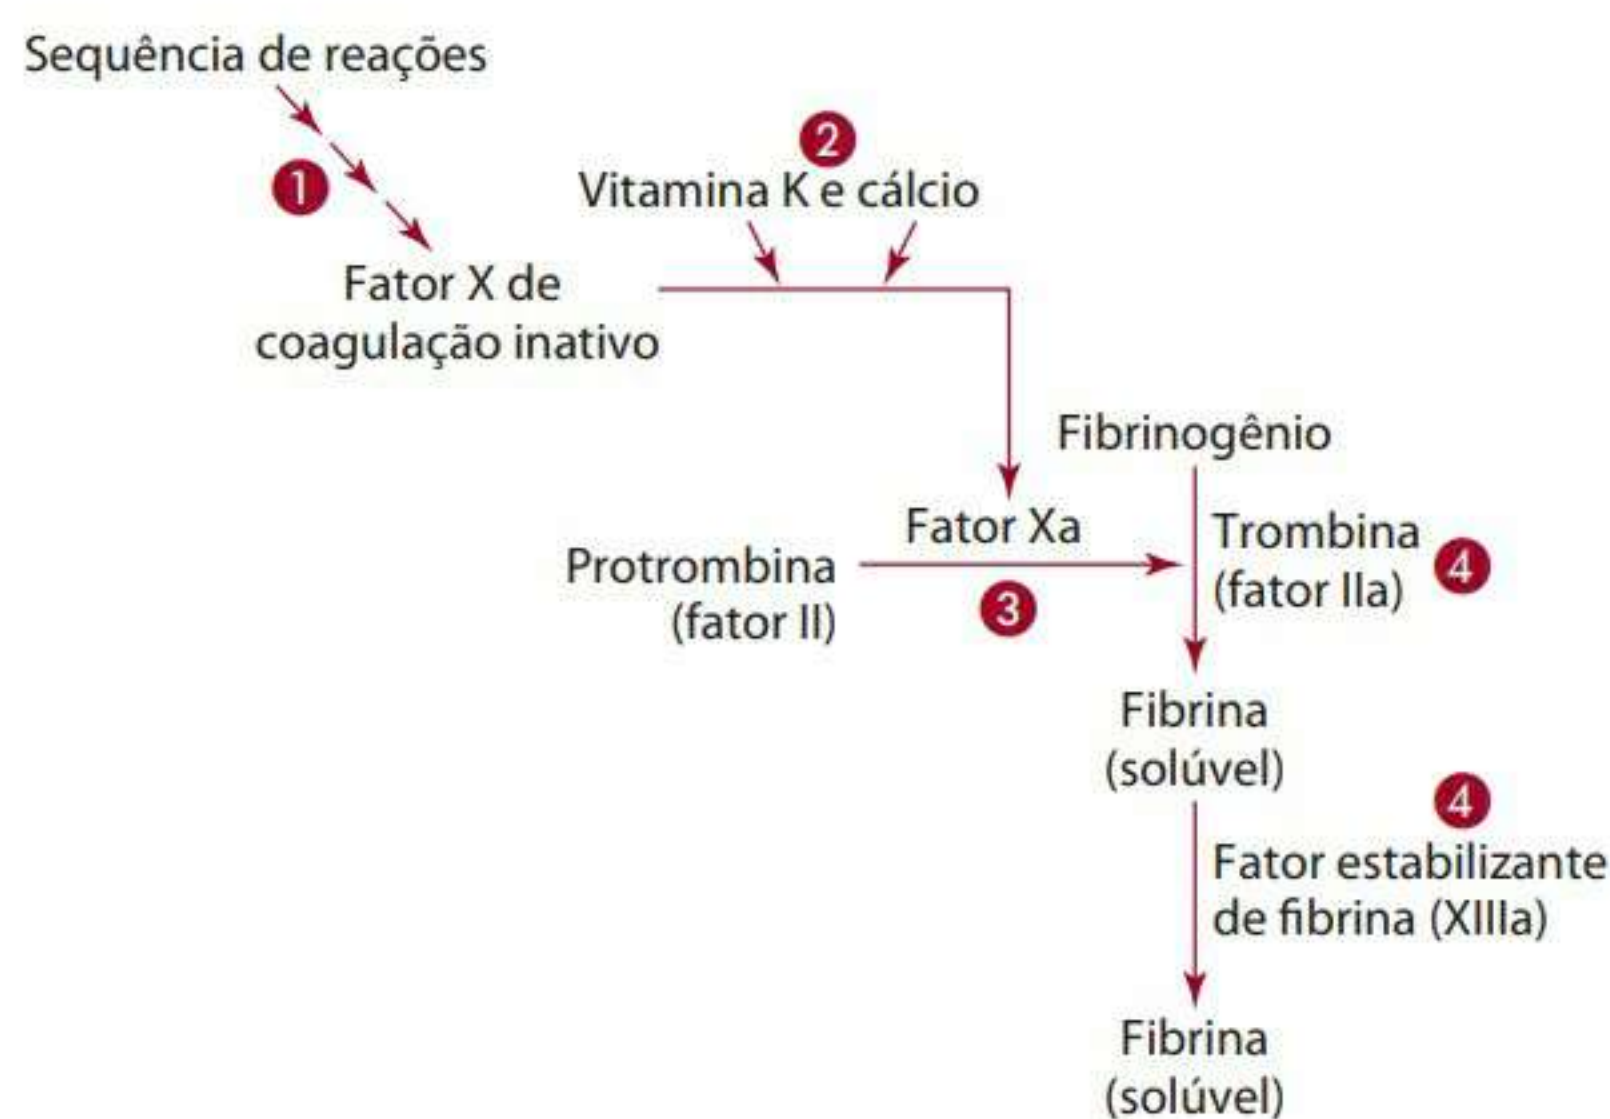 Sequência de reações
1
2
Vitamina K e cálcio
Fator X de
coagulação inativo
Fibrinogênio
Fator Xa
Protrombina
(fator II)
3
Trombina
(fator IIa)
4
Fibrina
(solúvel)
4
Fator estabilizante
de fibrina (XIIIa)
Fibrina
(solúvel)